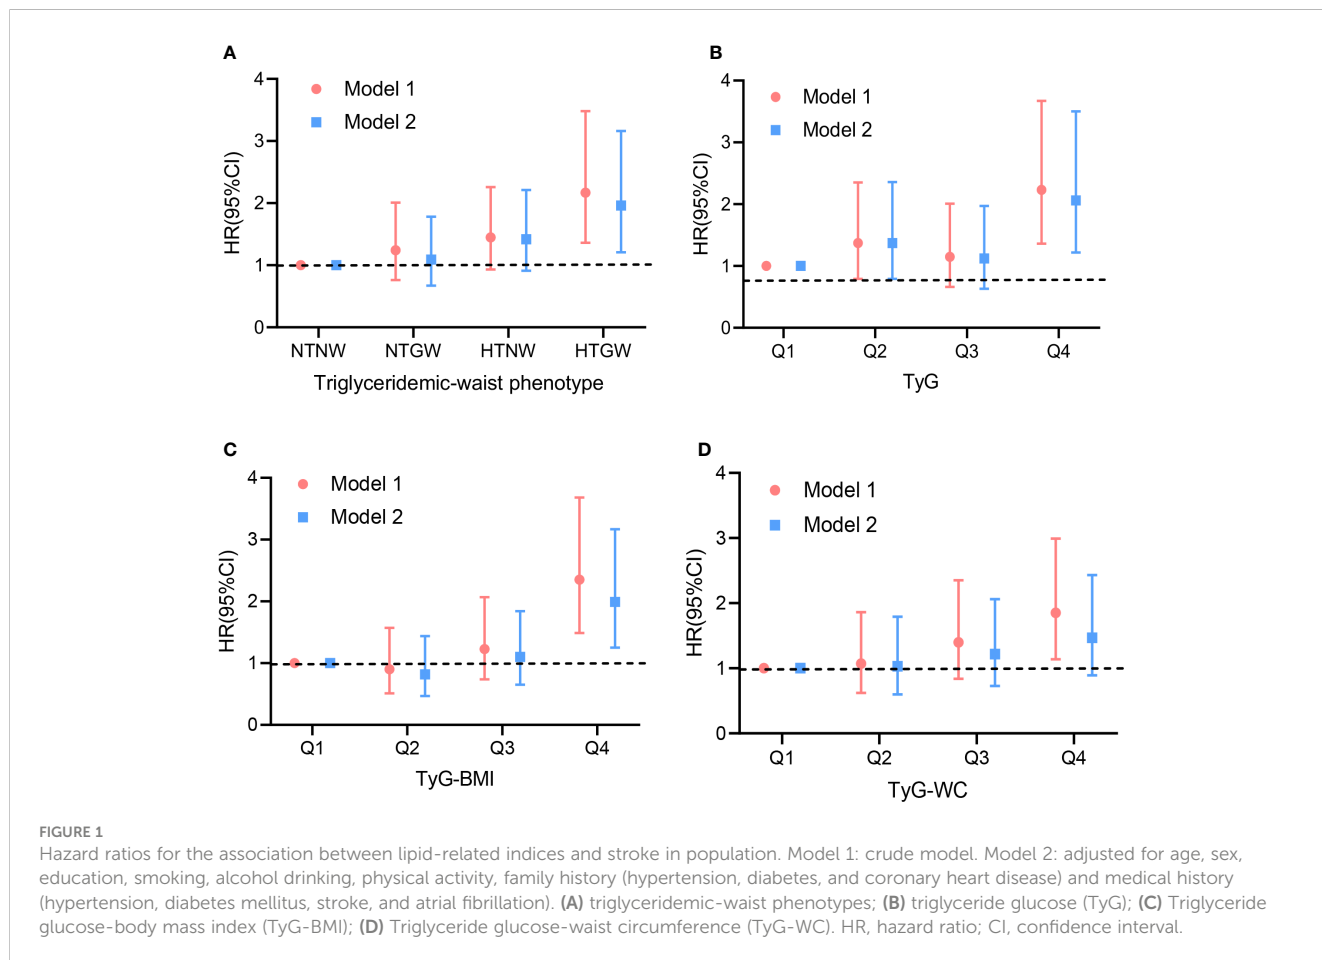 A
4
3
2
1
0
HR(95%CI)
Model 1
Model 2
NTNW NTGW HTNW HTGW
Triglyceridemic-waist phenotype
B
4
3
2
1
0
HR(95%CI)
Model 1
Model 2
Q1 Q2 Q3 Q4
TyG
C
4
3
2
1
0
HR(95%CI)
Model 1
Model 2
Q1 Q2 Q3 Q4
TyG-BMI
D
4
3
2
1
0
HR(95%CI)
Model 1
Model 2
Q1 Q2 Q3 Q4
TyG-WC
FIGURE 1
Hazard ratios for the association between lipid-related indices and stroke in population. Model 1: crude model. Model 2: adjusted for age, sex,
education, smoking, alcohol drinking, physical activity, family history (hypertension, diabetes, and coronary heart disease) and medical history
(hypertension, diabetes mellitus, stroke, and atrial fibrillation). (A) triglyceridemic-waist phenotypes; (B) triglyceride glucose (TyG); (C) Triglyceride
glucose-body mass index (TyG-BMI); (D) Triglyceride glucose-waist circumference (TyG-WC). HR, hazard ratio; CI, confidence interval.